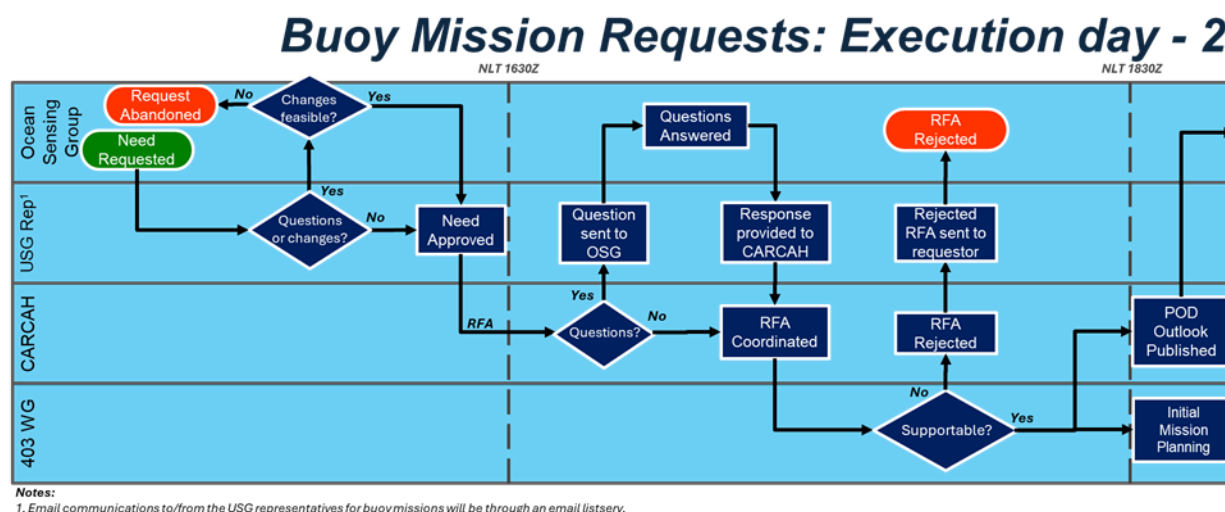 Buoy Mission Requests: Execution day - 2
NLT 1630Z
NLT 1830Z
Ocean
Sensing
Group
Request
Abandoned
No
Changes
feasible?
Yes
Need
Requested
Questions
Answered
RFA
Rejected
USG Rep¹
Questions
or changes?
Yes
No
Need
Approved
Question
sent to
OSG
Response
provided to
CARCAH
Rejected
RFA sent to
requestor
CARCAH
RFA
Yes
Questions?
No
RFA
Coordinated
RFA
Rejected
POD
Outlook
Published
403 WG
No
Supportable?
Yes
Initial
Mission
Planning
Notes:
1. Email communications to/from the USG representatives for buoy missions will be through an email listserv.